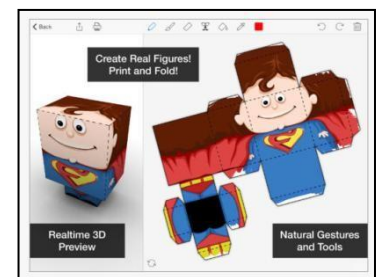 Back
Create Real Figures!
Print and Fold!
Realtime 3D
Preview
Natural Gestures
and Tools